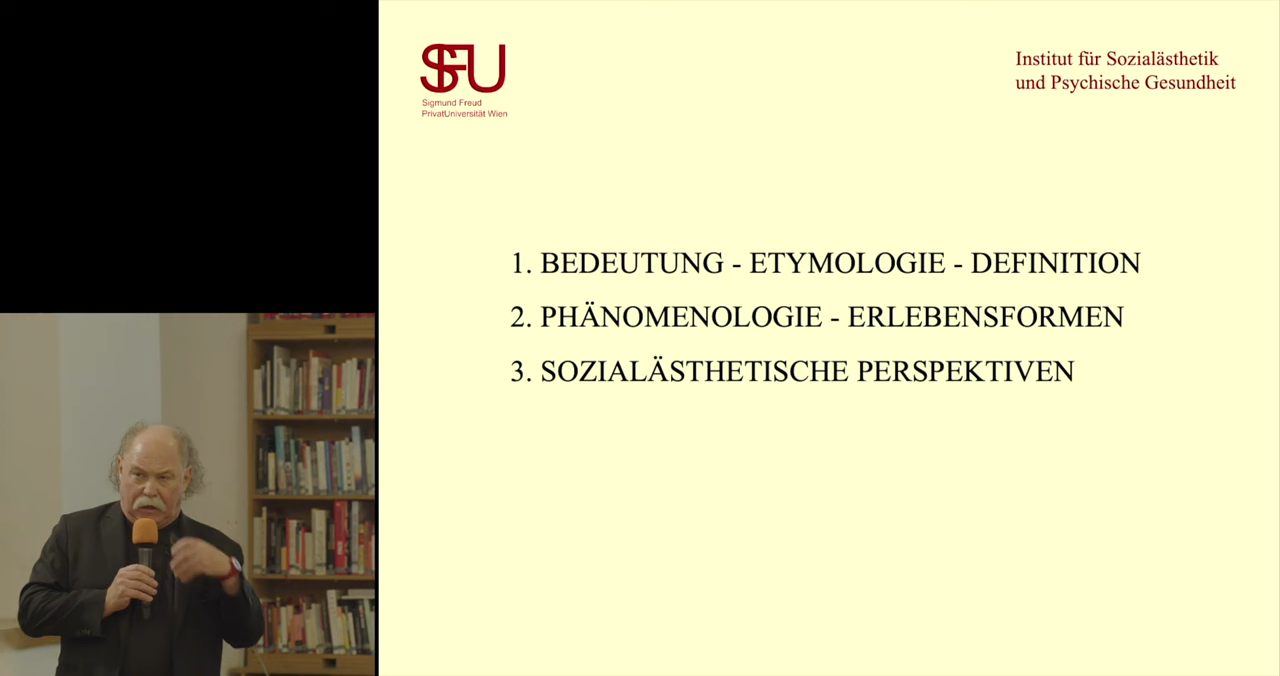 SFU
Sigmund Freud
PrivatUniversität Wien
Institut für Sozialästhetik
und Psychische Gesundheit
1. BEDEUTUNG - ETYMOLOGIE - DEFINITION
2. PHÄNOMENOLOGIE - ERLEBENSFORMEN
3. SOZIALÄSTHETISCHE PERSPEKTIVEN